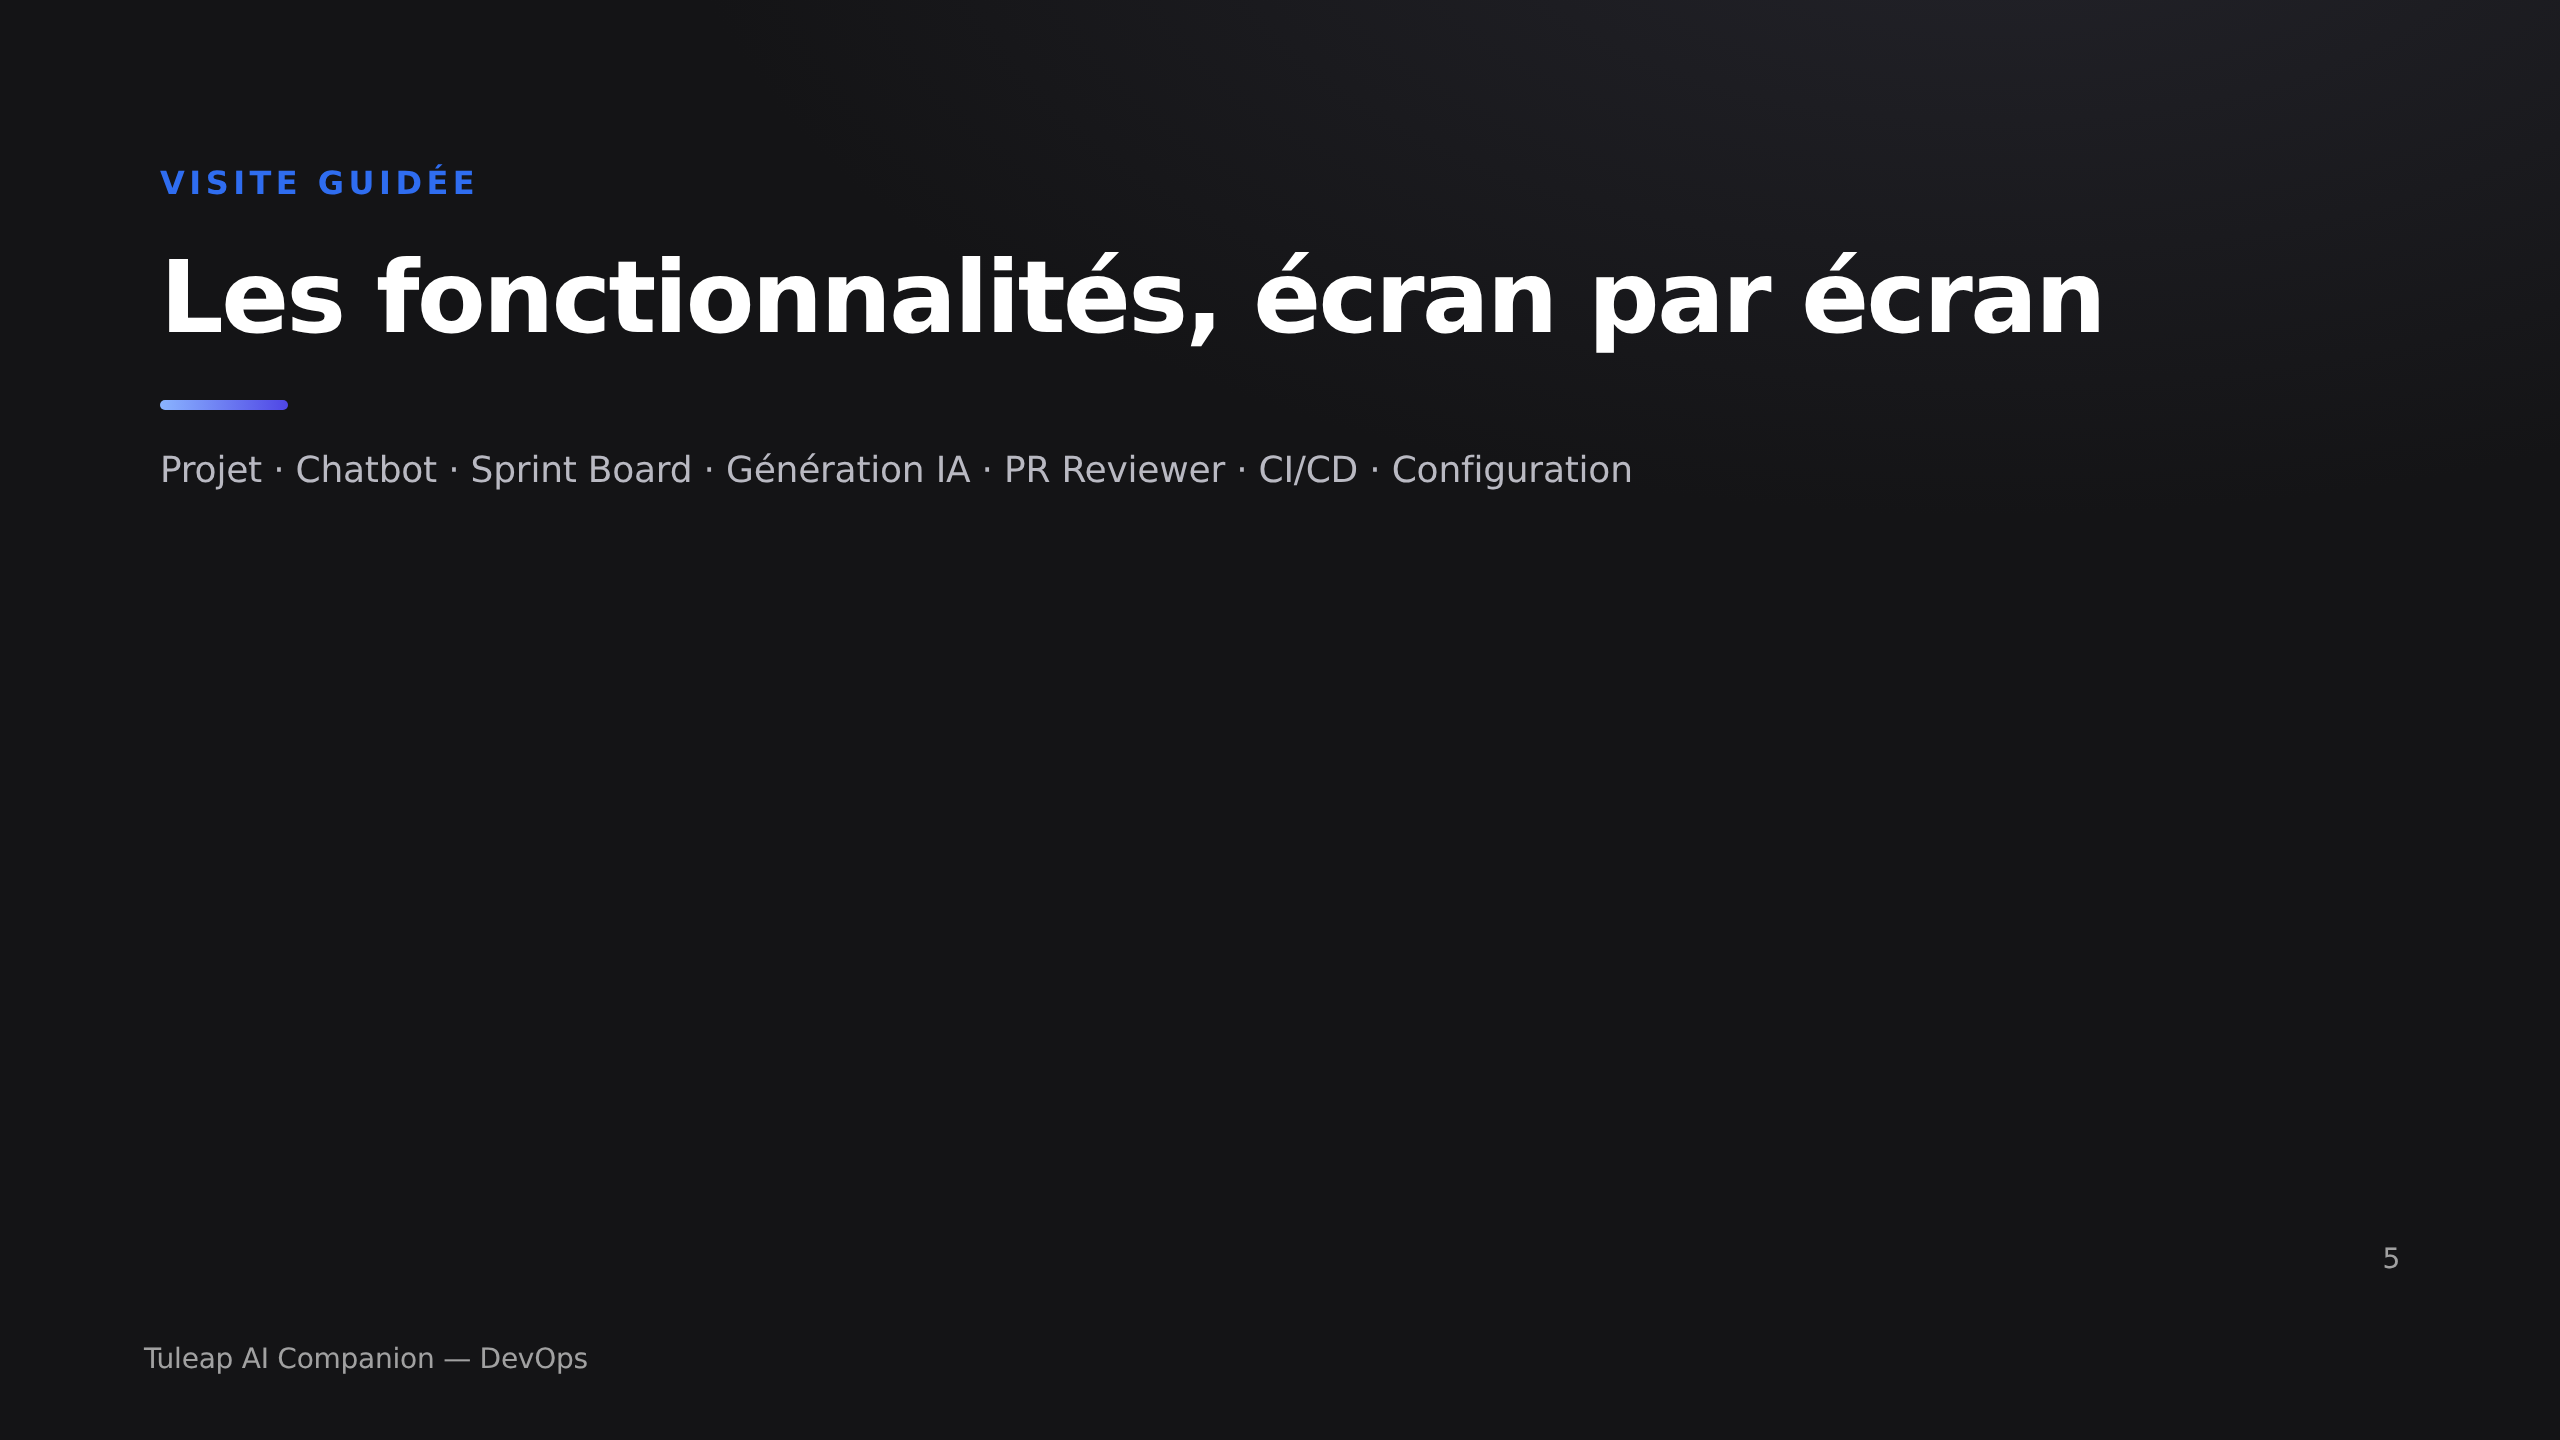 VISITE GUIDÉE
Les fonctionnalités, écran par écran
Projet · Chatbot · Sprint Board · Génération IA · PR Reviewer · CI/CD · Configuration
5
Tuleap AI Companion — DevOps